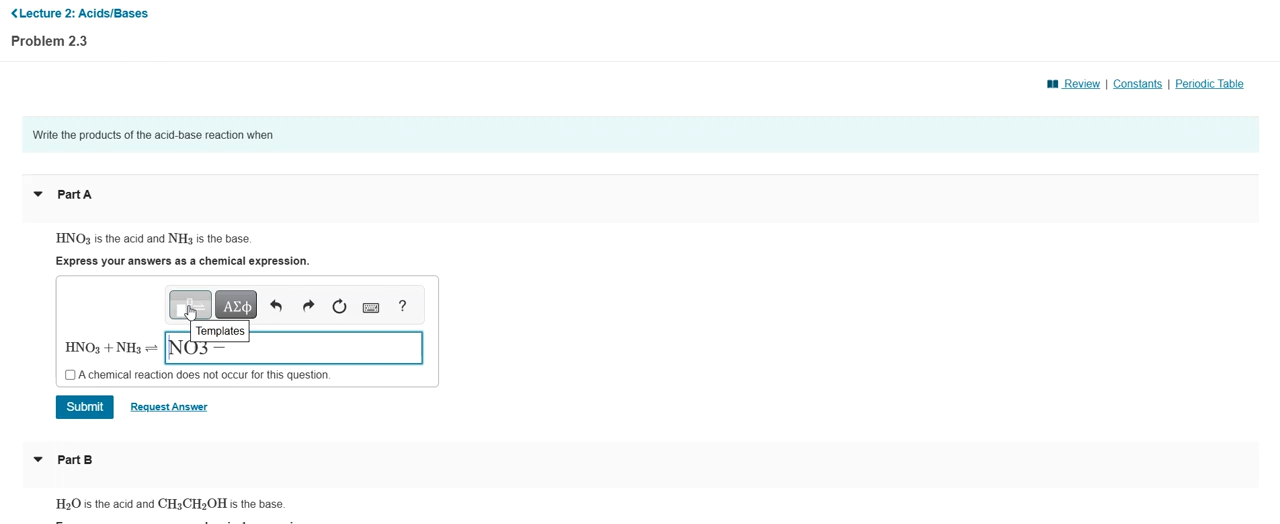 Lecture 2: Acids/Bases
Problem 2.3
Review | Constants | Periodic Table
Write the products of the acid-base reaction when
Part A
HNO₃ is the acid and NH₃ is the base.
Express your answers as a chemical expression.
ΑΣϕ ?
Templates
HNO₃ + NH₃ ⇌ NO3 −
A chemical reaction does not occur for this question.
Submit Request Answer
Part B
H₂O is the acid and CH₃CH₂OH is the base.